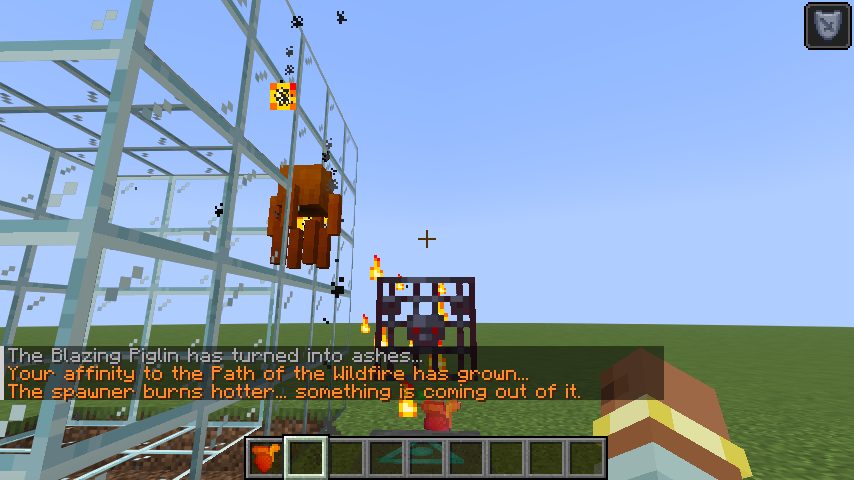 The Blazing Piglin has turned into ashes...
Your affinity to the Path of the Wildfire has grown...
The spawner burns hotter... something is coming out of it.